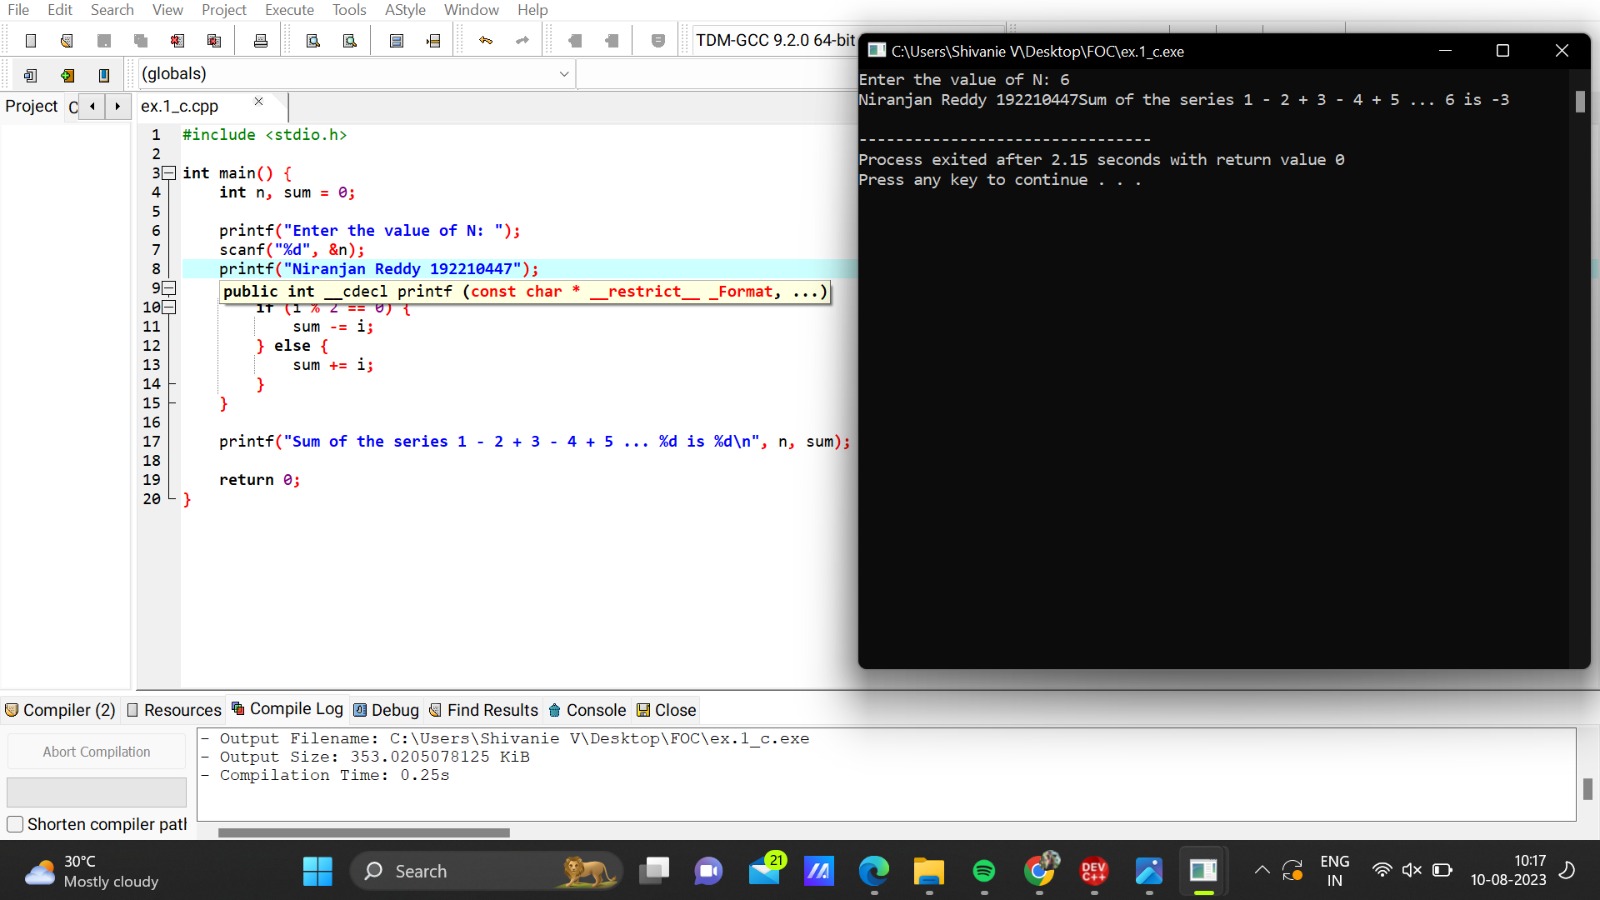 File Edit Search View Project Execute Tools AStyle Window Help
TDM-GCC 9.2.0 64-bit
(globals)
Project
ex.1_c.cpp
1 #include <stdio.h>
2
3 int main() {
4 int n, sum = 0;
5
6 printf("Enter the value of N: ");
7 scanf("%d", &n);
8 printf("Niranjan Reddy 192210447");
9
public int __cdecl printf (const char * __restrict__ _Format, ...)
10 if (i % 2 == 0) {
11 sum -= i;
12 } else {
13 sum += i;
14 }
15 }
16
17 printf("Sum of the series 1 - 2 + 3 - 4 + 5 ... %d is %d\n", n, sum);
18
19 return 0;
20 }
C:\Users\Shivanie V\Desktop\FOC\ex.1_c.exe
Enter the value of N: 6
Niranjan Reddy 192210447Sum of the series 1 - 2 + 3 - 4 + 5 ... 6 is -3
--------------------------------
Process exited after 2.15 seconds with return value 0
Press any key to continue . . .
Compiler (2) Resources Compile Log Debug Find Results Console Close
Abort Compilation
Shorten compiler path
- Output Filename: C:\Users\Shivanie V\Desktop\FOC\ex.1_c.exe
- Output Size: 353.0205078125 KiB
- Compilation Time: 0.25s
30°C
Mostly cloudy
Search
21
DEV
C++
ENG
IN
10:17
10-08-2023